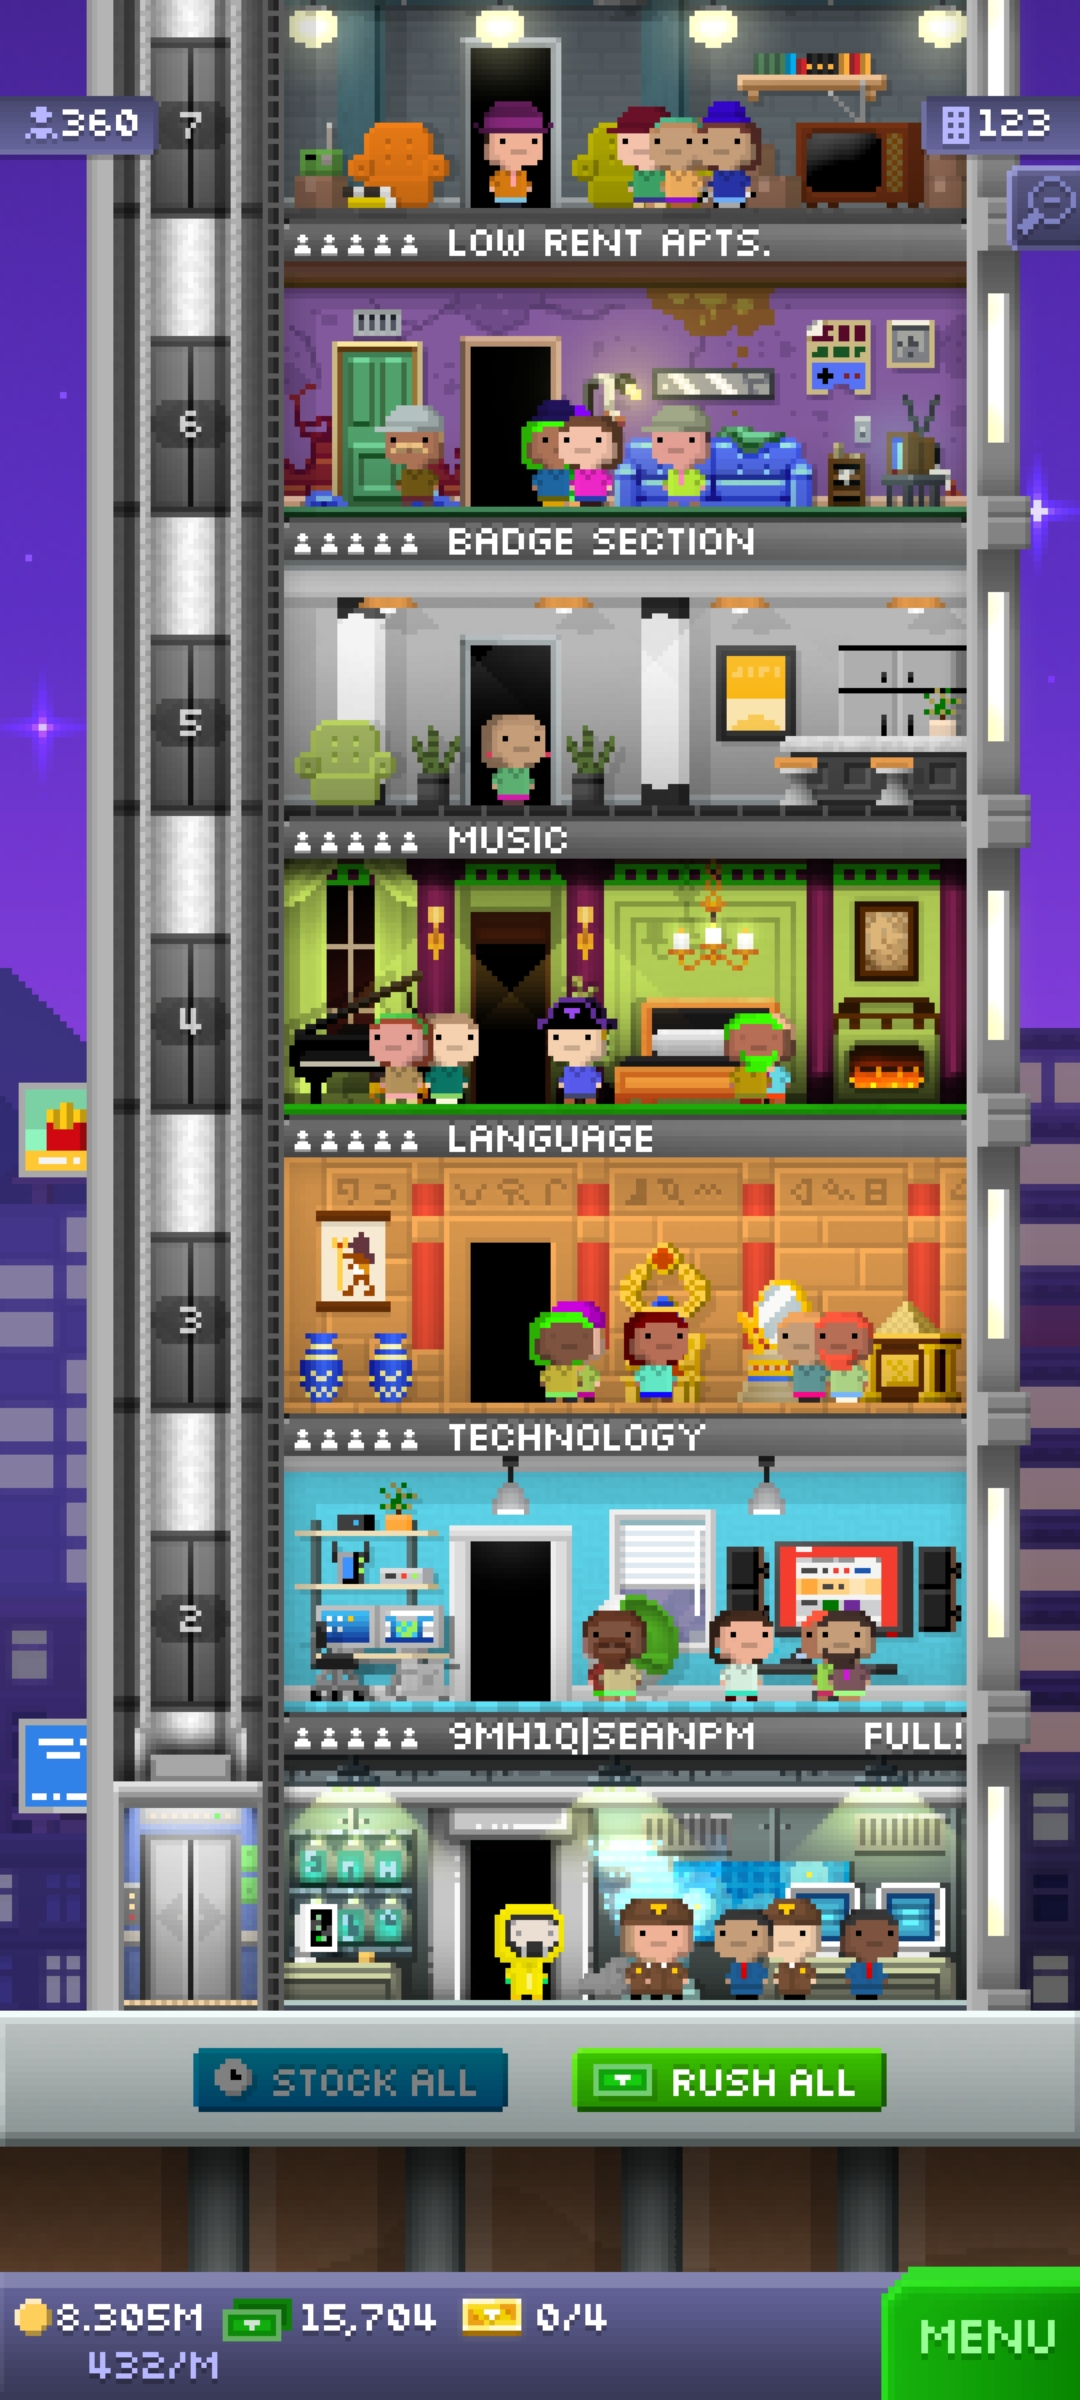 360
7
123
LOW RENT APTS.
6
BADGE SECTION
5
MUSIC
4
LANGUAGE
3
TECHNOLOGY
2
9MH1Q|SEANPM FULL!
STOCK ALL
RUSH ALL
8.305M 15,704 0/4
432/M
MENU